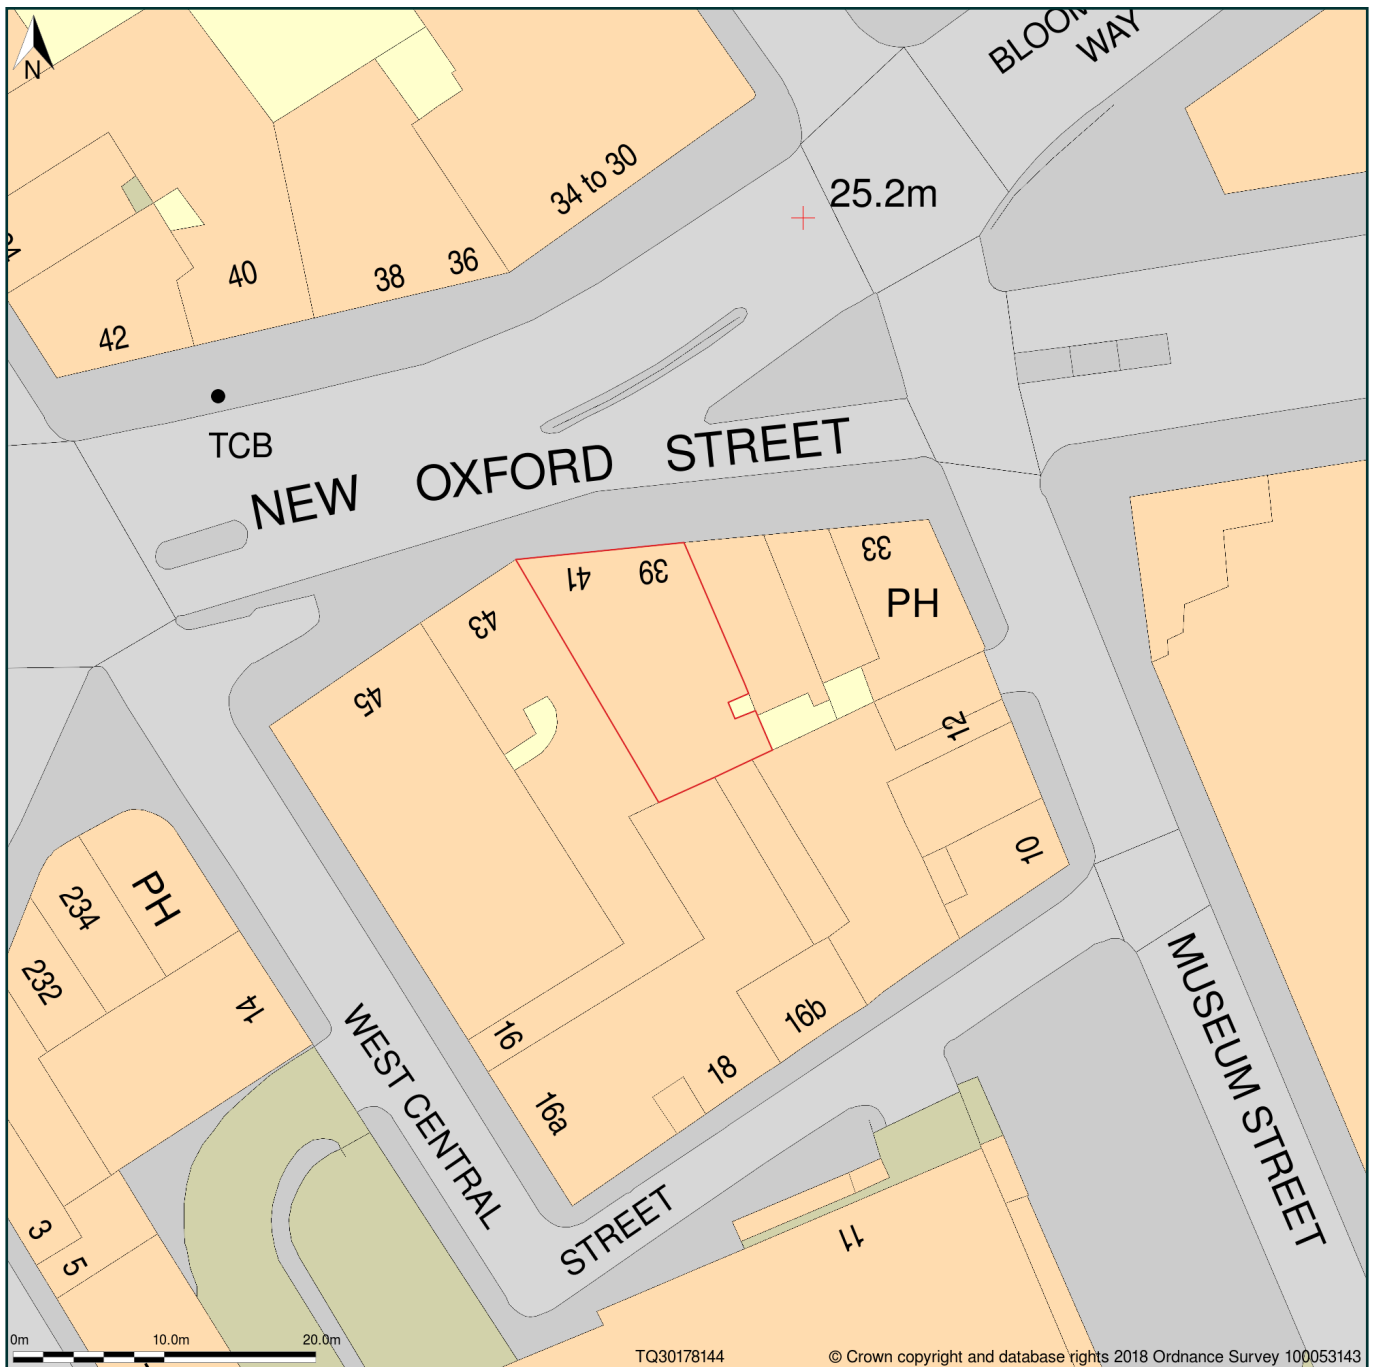 N
BLOOM
WAY
34 to 30
25.2m
40
38
36
42
TCB
NEW OXFORD STREET
41
39
33
43
PH
45
12
10
234
PH
232
14
16
16b
18
16a
WEST CENTRAL
STREET
MUSEUM STREET
3
5
11
0m
10.0m
20.0m
TQ30178144
© Crown copyright and database rights 2018 Ordnance Survey 100053143